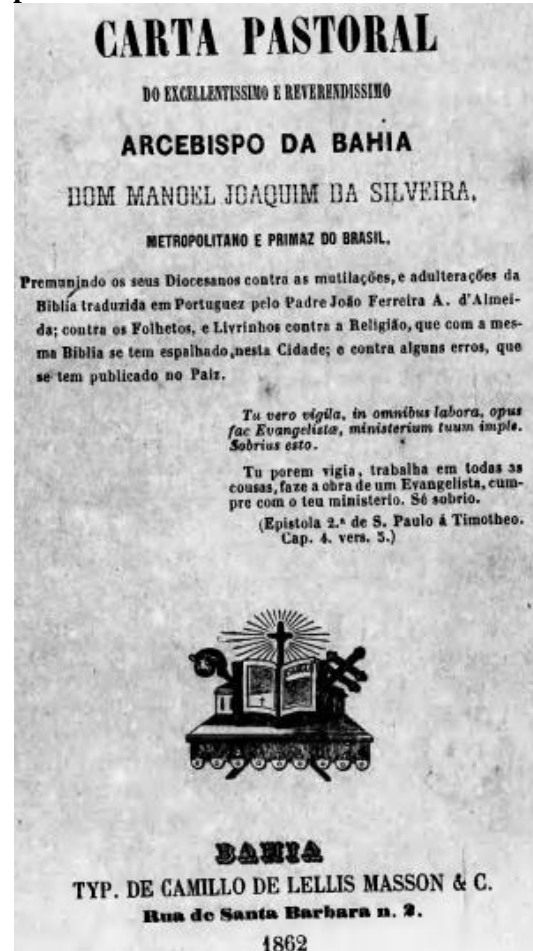 CARTA PASTORAL
DO EXCELLENTISSIMO E REVERENDISSIMO
ARCEBISPO DA BAHIA
DOM MANOEL JOAQUIM DA SILVEIRA,
METROPOLITANO E PRIMAZ DO BRASIL,
Premunindo os seus Diocesanos contra as mutilações, e adulterações da
Biblia traduzida em Portuguez pelo Padre João Ferreira A. d'Almei-
da; contra os Folhetos, e Livrinhos contra a Religião, que com a mes-
ma Biblia se tem espalhado nesta Cidade; e contra alguns erros, que
se tem publicado no Paiz.
Tu vero vigila, in omnibus labora, opus
fac Evangelistæ, ministerium tuum imple.
Sobrius esto.
Tu porem vigia, trabalha em todas as
cousas, faze a obra de um Evangelista, cum-
pre com o teu ministerio. Sê sobrio.
(Epistola 2.ª de S. Paulo á Timotheo.
Cap. 4. vers. 5.)
BAHIA
TYP. DE CAMILLO DE LELLIS MASSON & C.
Rua de Santa Barbara n. 2.
1862